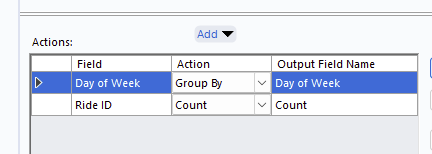 Add
Actions:
Field Action Output Field Name
Day of Week Group By Day of Week
Ride ID Count Count